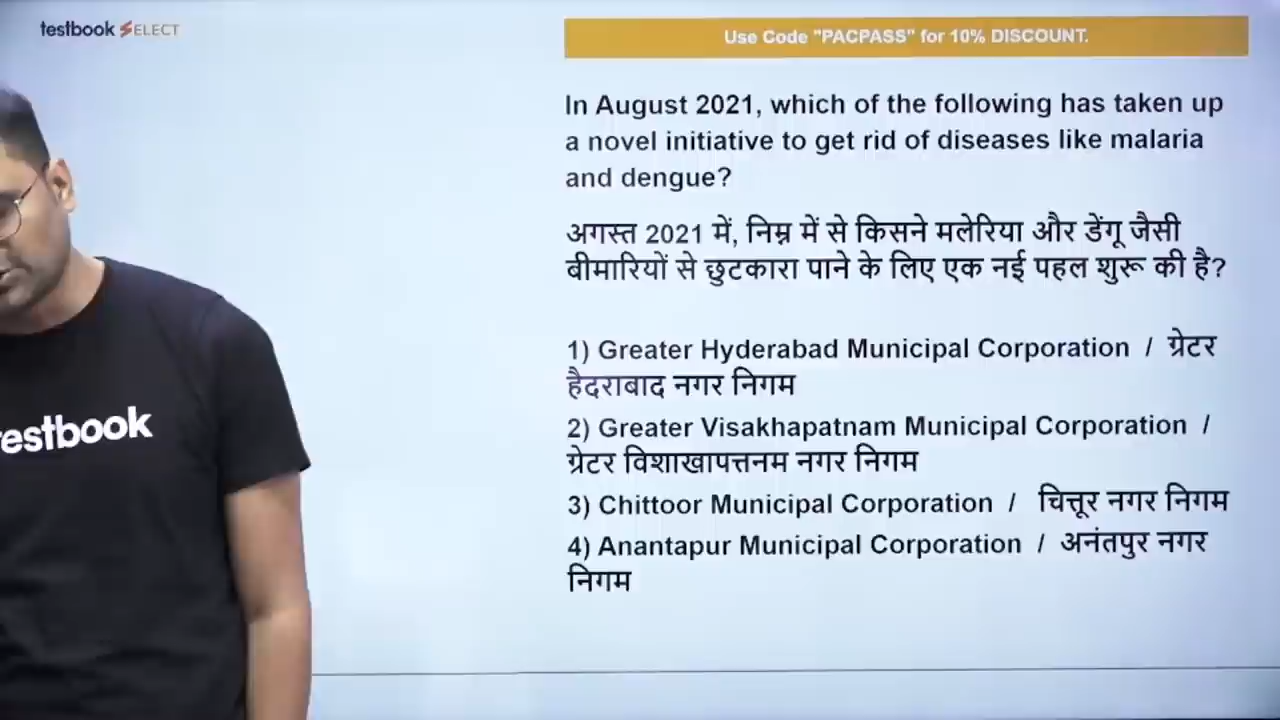 testbook SELECT
Use Code "PACPASS" for 10% DISCOUNT.
In August 2021, which of the following has taken up
a novel initiative to get rid of diseases like malaria
and dengue?
अगस्त 2021 में, निम्न में से किसने मलेरिया और डेंगू जैसी
बीमारियों से छुटकारा पाने के लिए एक नई पहल शुरू की है?
1) Greater Hyderabad Municipal Corporation / ग्रेटर
हैदराबाद नगर निगम
2) Greater Visakhapatnam Municipal Corporation /
ग्रेटर विशाखापत्तनम नगर निगम
3) Chittoor Municipal Corporation / चित्तूर नगर निगम
4) Anantapur Municipal Corporation / अनंतपुर नगर
निगम
testbook